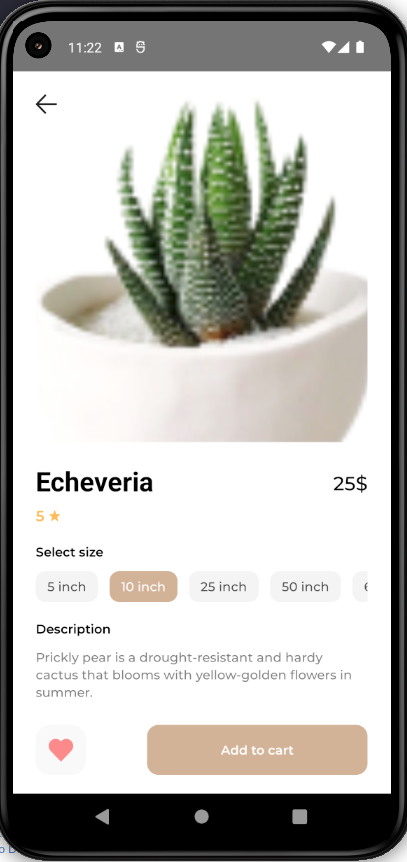 11:22
Echeveria
25$
5
Select size
5 inch 10 inch 25 inch 50 inch
Description
Prickly pear is a drought-resistant and hardy
cactus that blooms with yellow-golden flowers in
summer.
Add to cart